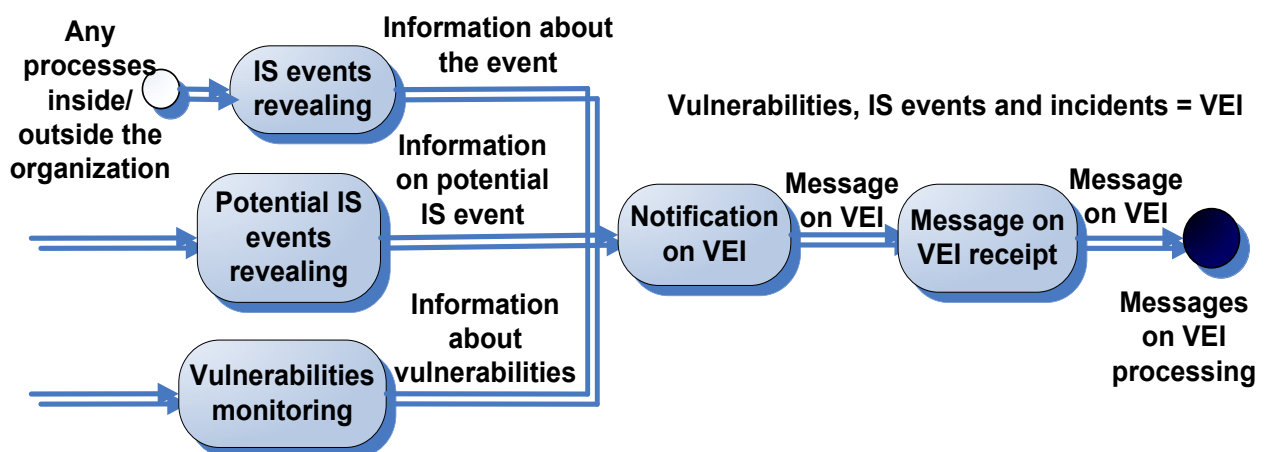 Any
processes
inside/
outside the
organization
IS events
revealing
Information about
the event
Vulnerabilities, IS events and incidents = VEI
Potential IS
events
revealing
Information
on potential
IS event
Notification
on VEI
Message
on VEI
Message on
VEI receipt
Message
on VEI
Messages
on VEI
processing
Vulnerabilities
monitoring
Information
about
vulnerabilities